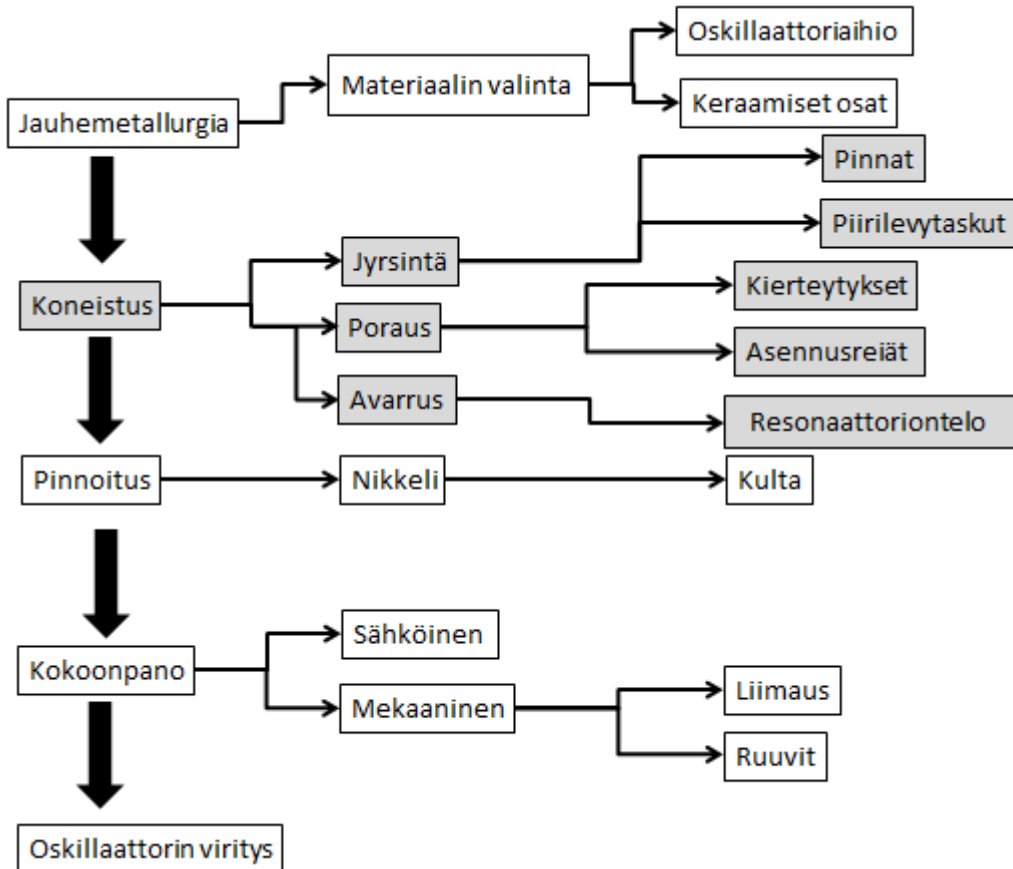 Oskillaattoriaihio
Materiaalin valinta
Keraamiset osat
Jauhemetallurgia
Pinnat
Piirilevytaskut
Jyrsintä
Kierteytykset
Koneistus
Poraus
Asennusreiät
Avarrus
Resonaattoriontelo
Pinnoitus
Nikkeli
Kulta
Sähköinen
Kokoonpano
Mekaaninen
Liimaus
Ruuvit
Oskillaattorin viritys